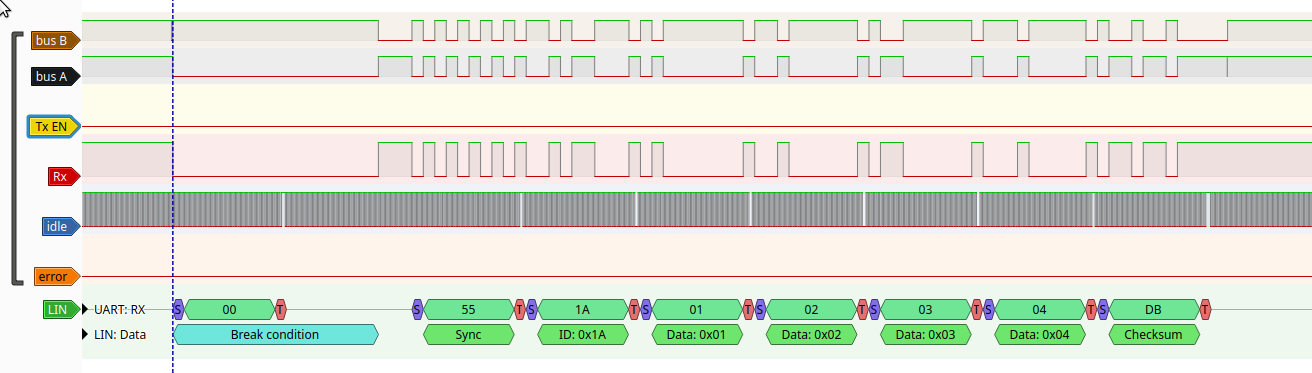 bus B
bus A
Tx EN
Rx
idle
error
LIN UART: RX S 00 T S 55 T S 1A T S 01 T S 02 T S 03 T S 04 T S DB T
LIN: Data Break condition Sync ID: 0x1A Data: 0x01 Data: 0x02 Data: 0x03 Data: 0x04 Checksum